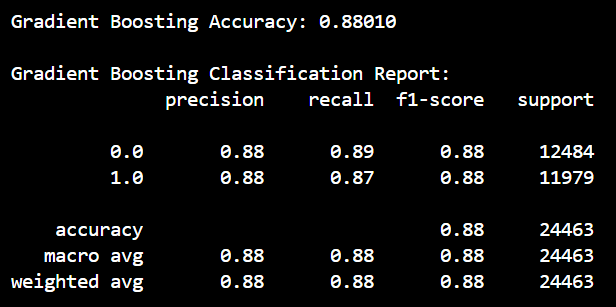 Gradient Boosting Accuracy: 0.88010
Gradient Boosting Classification Report:
precision recall f1-score support
0.0 0.88 0.89 0.88 12484
1.0 0.88 0.87 0.88 11979
accuracy 0.88 24463
macro avg 0.88 0.88 0.88 24463
weighted avg 0.88 0.88 0.88 24463